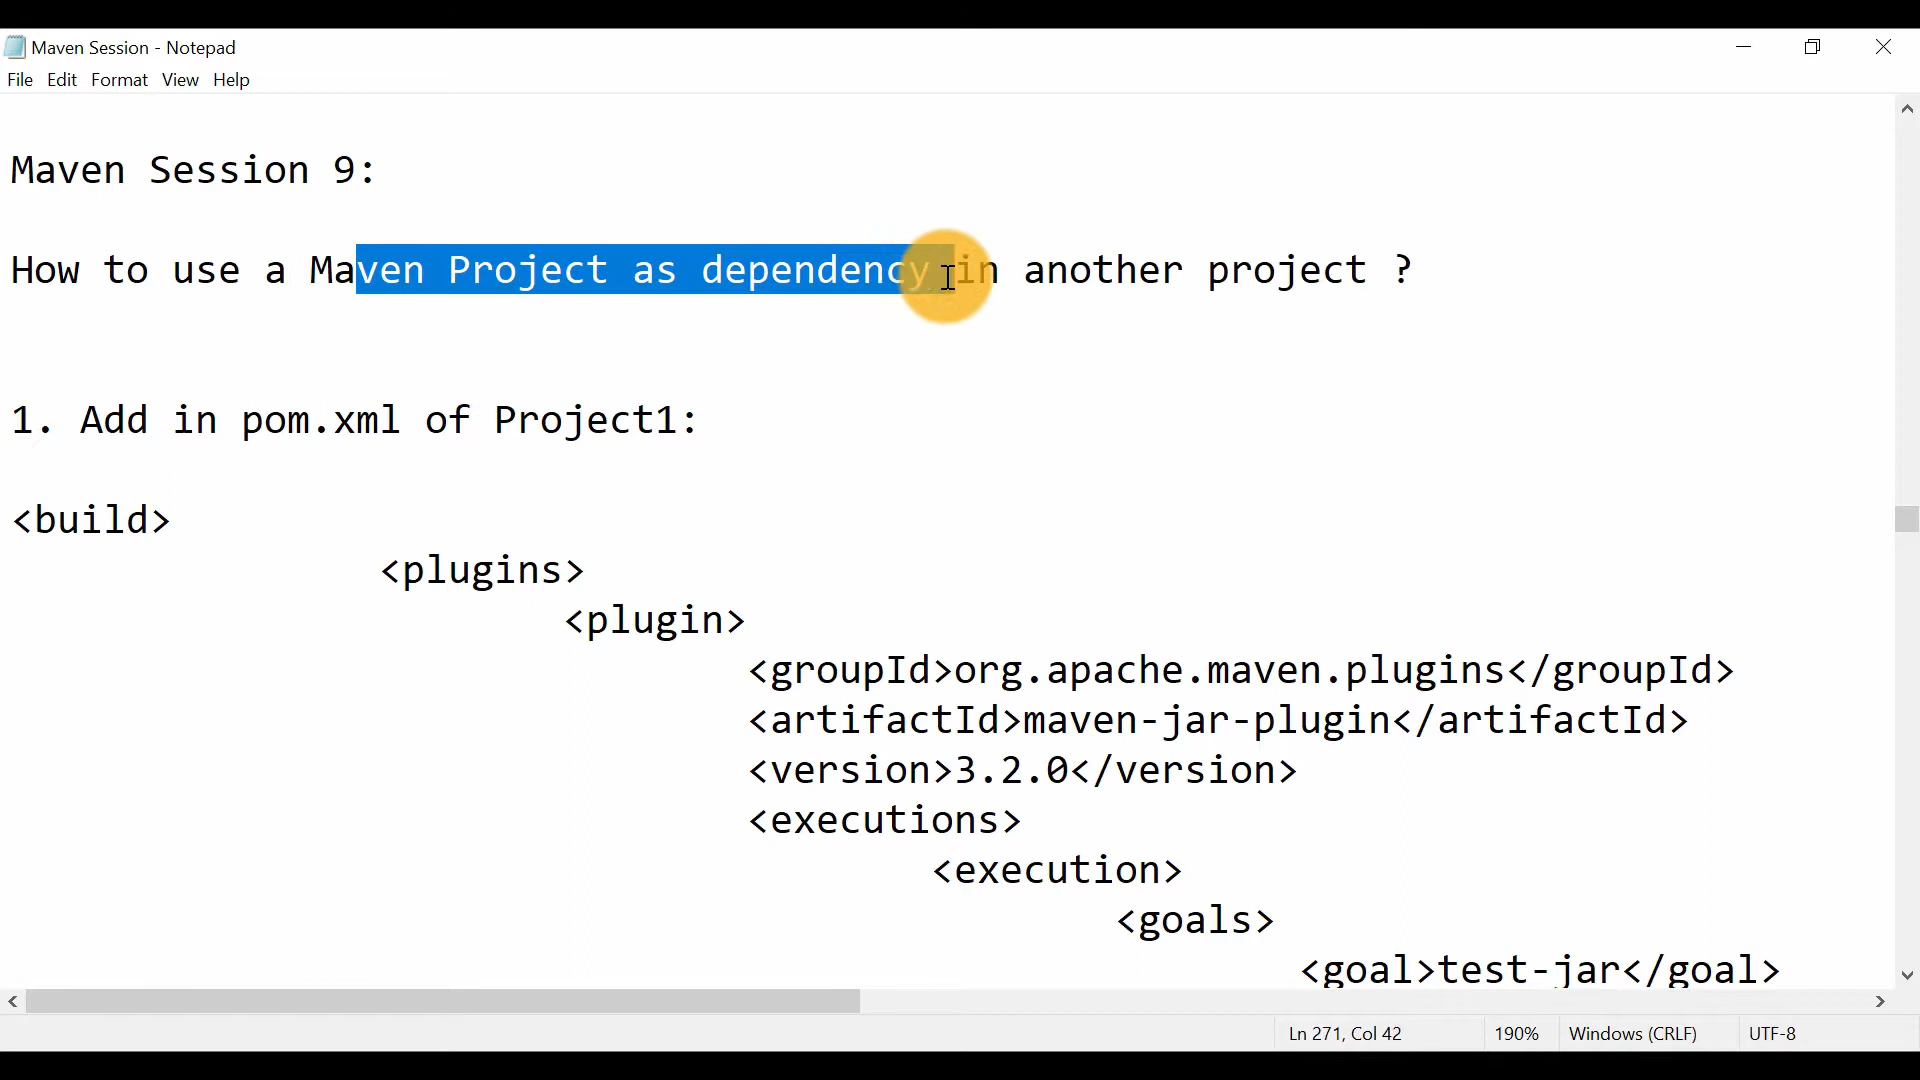 Maven Session - Notepad
File Edit Format View Help
Maven Session 9:
How to use a Maven Project as dependency in another project ?
1. Add in pom.xml of Project1:
<build>
<plugins>
<plugin>
<groupId>org.apache.maven.plugins</groupId>
<artifactId>maven-jar-plugin</artifactId>
<version>3.2.0</version>
<executions>
<execution>
<goals>
<goal>test-jar</goal>
Ln 271, Col 42 190% Windows (CRLF) UTF-8